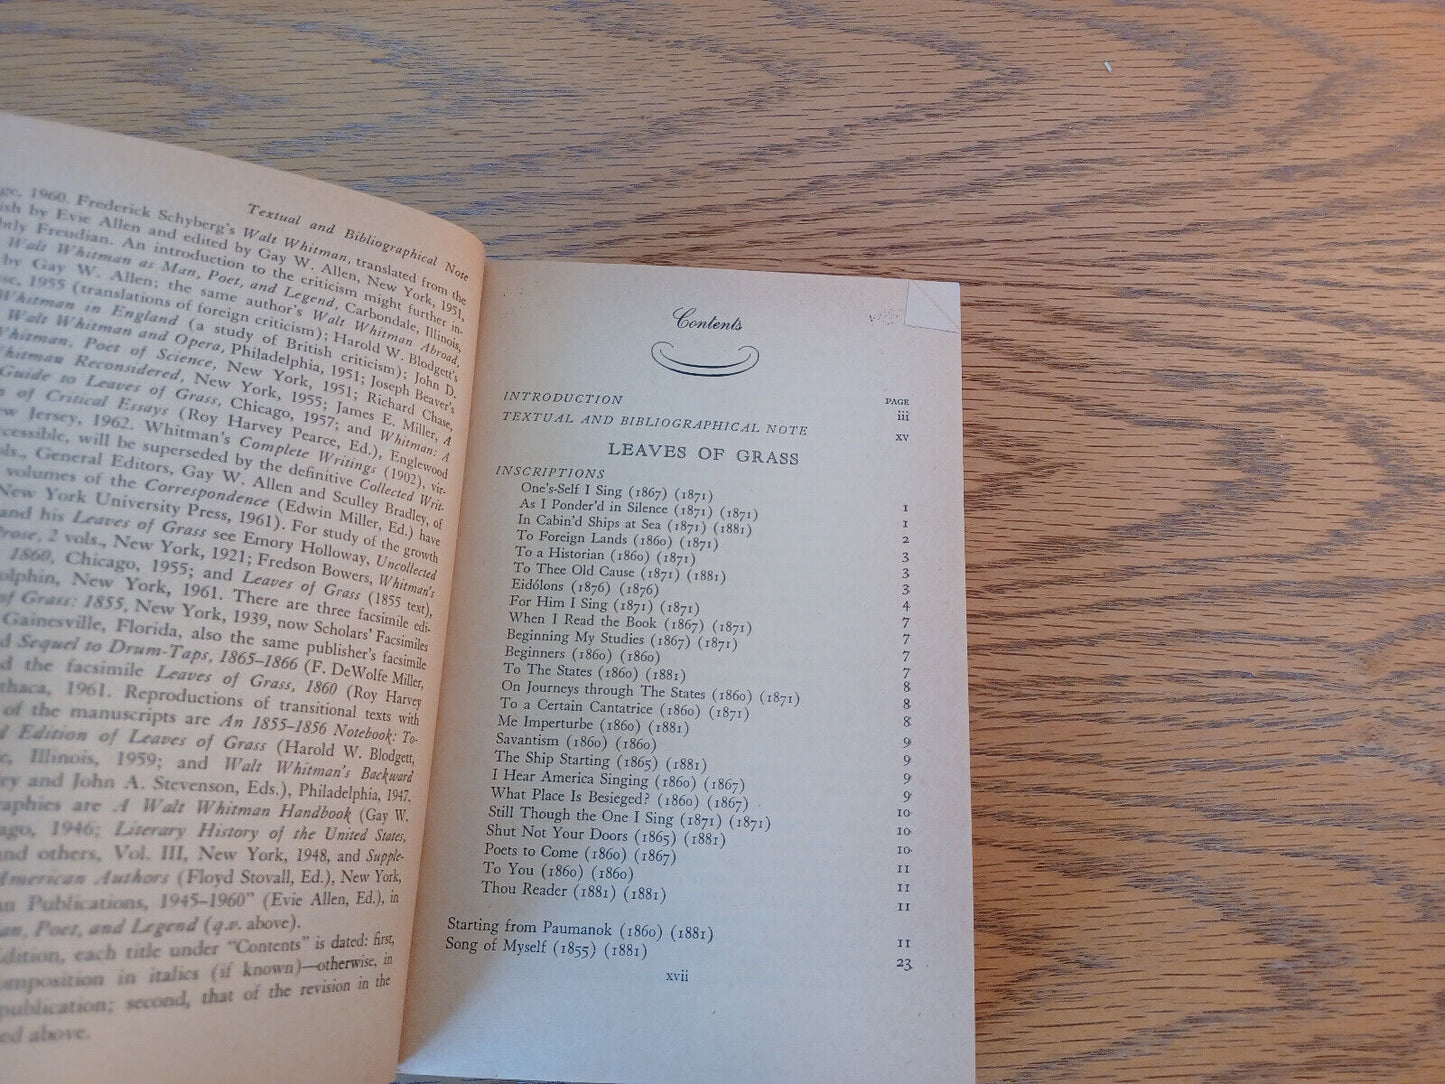 Textual and Bibliographical Note
1960. Frederick Schyberg's Walt Whitman, translated from the
by Evie Allen and edited by Gay W. Allen, New York, 1951,
Freudian. An introduction to the criticism might further in-
Walt Whitman as Man, Poet, and Legend, Carbondale, Illinois,
by Gay W. Allen; the same author's Walt Whitman Abroad,
1955 (translations of foreign criticism); Harold W. Blodgett's
Whitman in England (a study of British criticism); John D.
Walt Whitman and Opera, Philadelphia, 1951; Joseph Beaver's
Whitman, Poet of Science, New York, 1951; Richard Chase,
Whitman Reconsidered, New York, 1955; James E. Miller, A
Guide to Leaves of Grass, Chicago, 1957; and Whitman: A
of Critical Essays (Roy Harvey Pearce, Ed.), Englewood
New Jersey, 1962. Whitman's Complete Writings (1902), vir-
ccessible, will be superseded by the definitive Collected Writ-
ols., General Editors, Gay W. Allen and Sculley Bradley, of
volumes of the Correspondence (Edwin Miller, Ed.) have
New York University Press, 1961). For study of the growth
and his Leaves of Grass see Emory Holloway, Uncollected
Prose, 2 vols., New York, 1921; Fredson Bowers, Whitman's
1860, Chicago, 1955; and Leaves of Grass (1855 text),
olphin, New York, 1961. There are three facsimile edi-
of Grass: 1855, New York, 1939, now Scholars' Facsimiles
Gainesville, Florida, also the same publisher's facsimile
d Sequel to Drum-Taps, 1865–1866 (F. DeWolfe Miller,
d the facsimile Leaves of Grass, 1860 (Roy Harvey
thaca, 1961. Reproductions of transitional texts with
of the manuscripts are An 1855–1856 Notebook: To-
d Edition of Leaves of Grass (Harold W. Blodgett,
e, Illinois, 1959; and Walt Whitman's Backward
ley and John A. Stevenson, Eds.), Philadelphia, 1947.
graphies are A Walt Whitman Handbook (Gay W.
ago, 1946; Literary History of the United States,
and others, Vol. III, New York, 1948, and Supple-
American Authors (Floyd Stovall, Ed.), New York,
an Publications, 1945–1960" (Evie Allen, Ed.), in
an, Poet, and Legend (q.v. above).
Edition, each title under "Contents" is dated: first,
omposition in italics (if known)—otherwise, in
publication; second, that of the revision in the
ed above.
Contents
PAGE
INTRODUCTION iii
TEXTUAL AND BIBLIOGRAPHICAL NOTE xv
LEAVES OF GRASS
INSCRIPTIONS
One's-Self I Sing (1867) (1871) 1
As I Ponder'd in Silence (1871) (1871) 1
In Cabin'd Ships at Sea (1871) (1881) 2
To Foreign Lands (1860) (1871) 3
To a Historian (1860) (1871) 3
To Thee Old Cause (1871) (1881) 3
Eidólons (1876) (1876) 4
For Him I Sing (1871) (1871) 7
When I Read the Book (1867) (1871) 7
Beginning My Studies (1867) (1871) 7
Beginners (1860) (1860) 7
To The States (1860) (1881) 8
On Journeys through The States (1860) (1871) 8
To a Certain Cantatrice (1860) (1871) 8
Me Imperturbe (1860) (1881) 9
Savantism (1860) (1860) 9
The Ship Starting (1865) (1881) 9
I Hear America Singing (1860) (1867) 9
What Place Is Besieged? (1860) (1867) 10
Still Though the One I Sing (1871) (1871) 10
Shut Not Your Doors (1865) (1881) 10
Poets to Come (1860) (1867) 11
To You (1860) (1860) 11
Thou Reader (1881) (1881) 11
Starting from Paumanok (1860) (1881) 11
Song of Myself (1855) (1881) 23
xvii